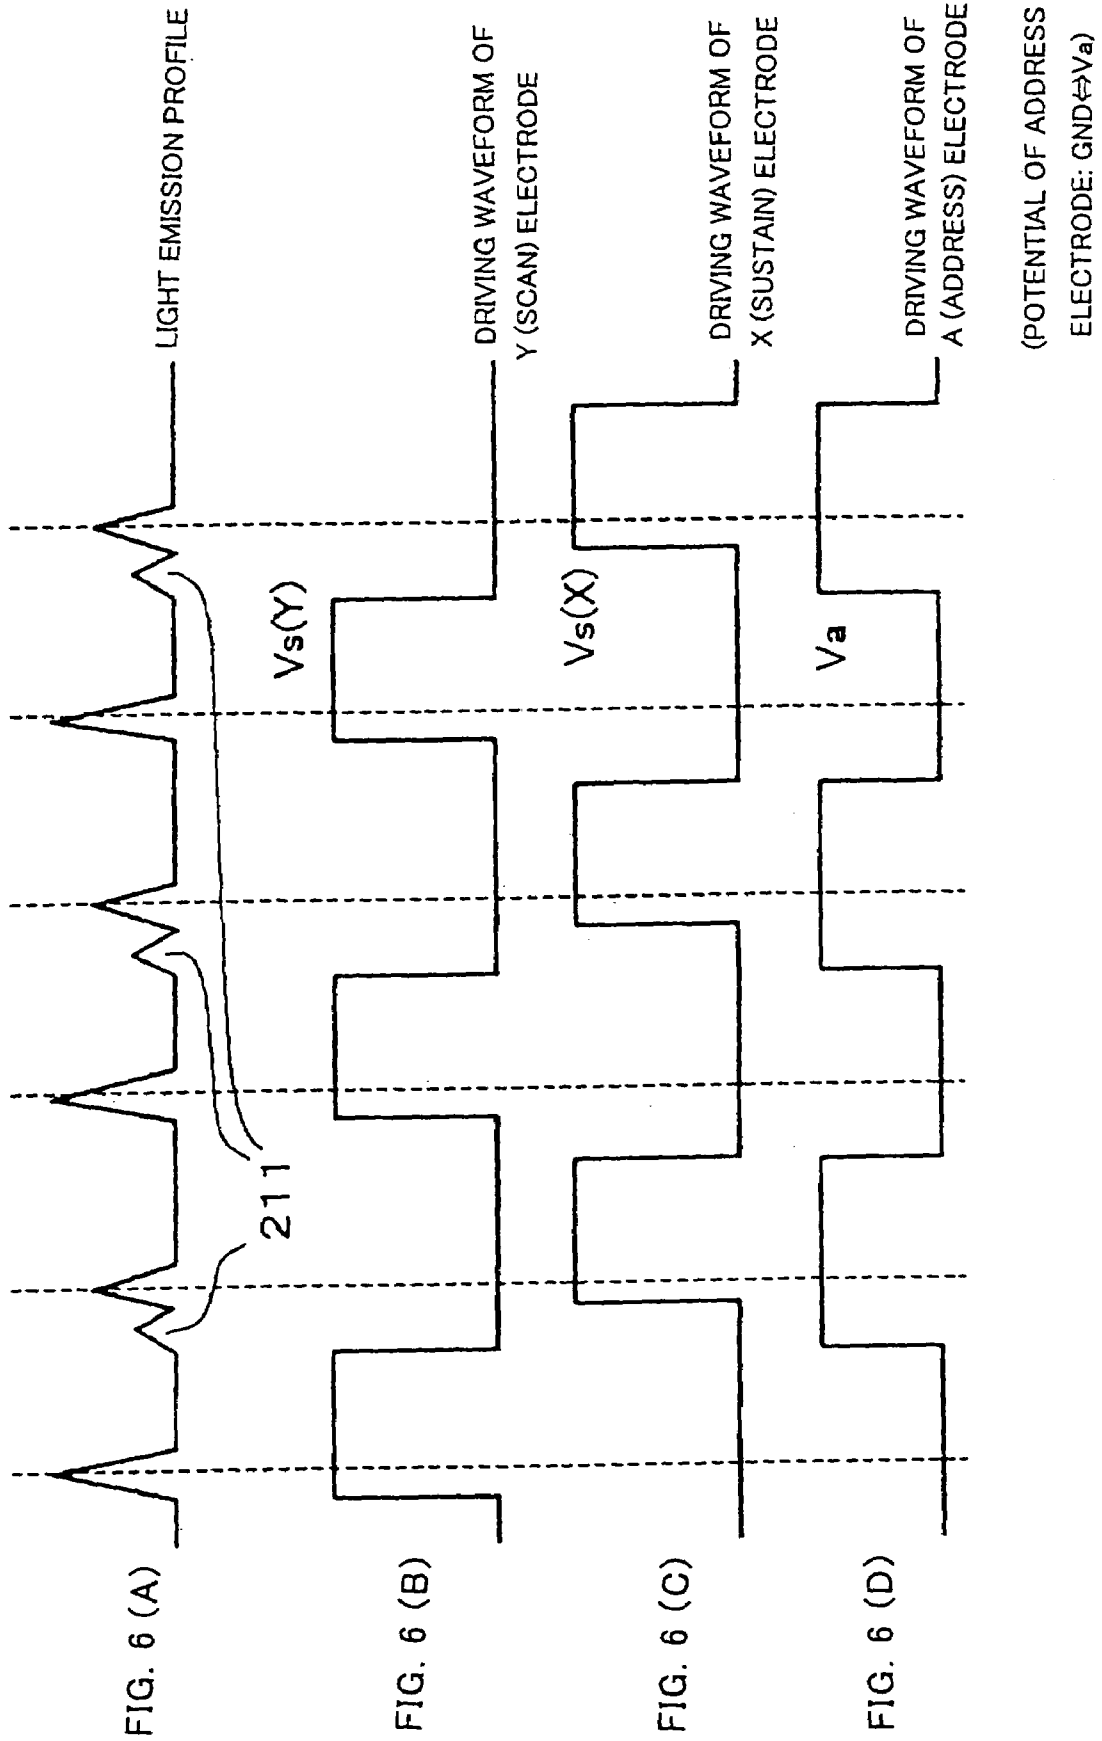 FIG. 6 (A)
211
LIGHT EMISSION PROFILE
FIG. 6 (B)
Vs(Y)
DRIVING WAVEFORM OF
Y (SCAN) ELECTRODE
FIG. 6 (C)
Vs(X)
DRIVING WAVEFORM OF
X (SUSTAIN) ELECTRODE
FIG. 6 (D)
Va
DRIVING WAVEFORM OF
A (ADDRESS) ELECTRODE
(POTENTIAL OF ADDRESS
ELECTRODE: GND⇔Va)